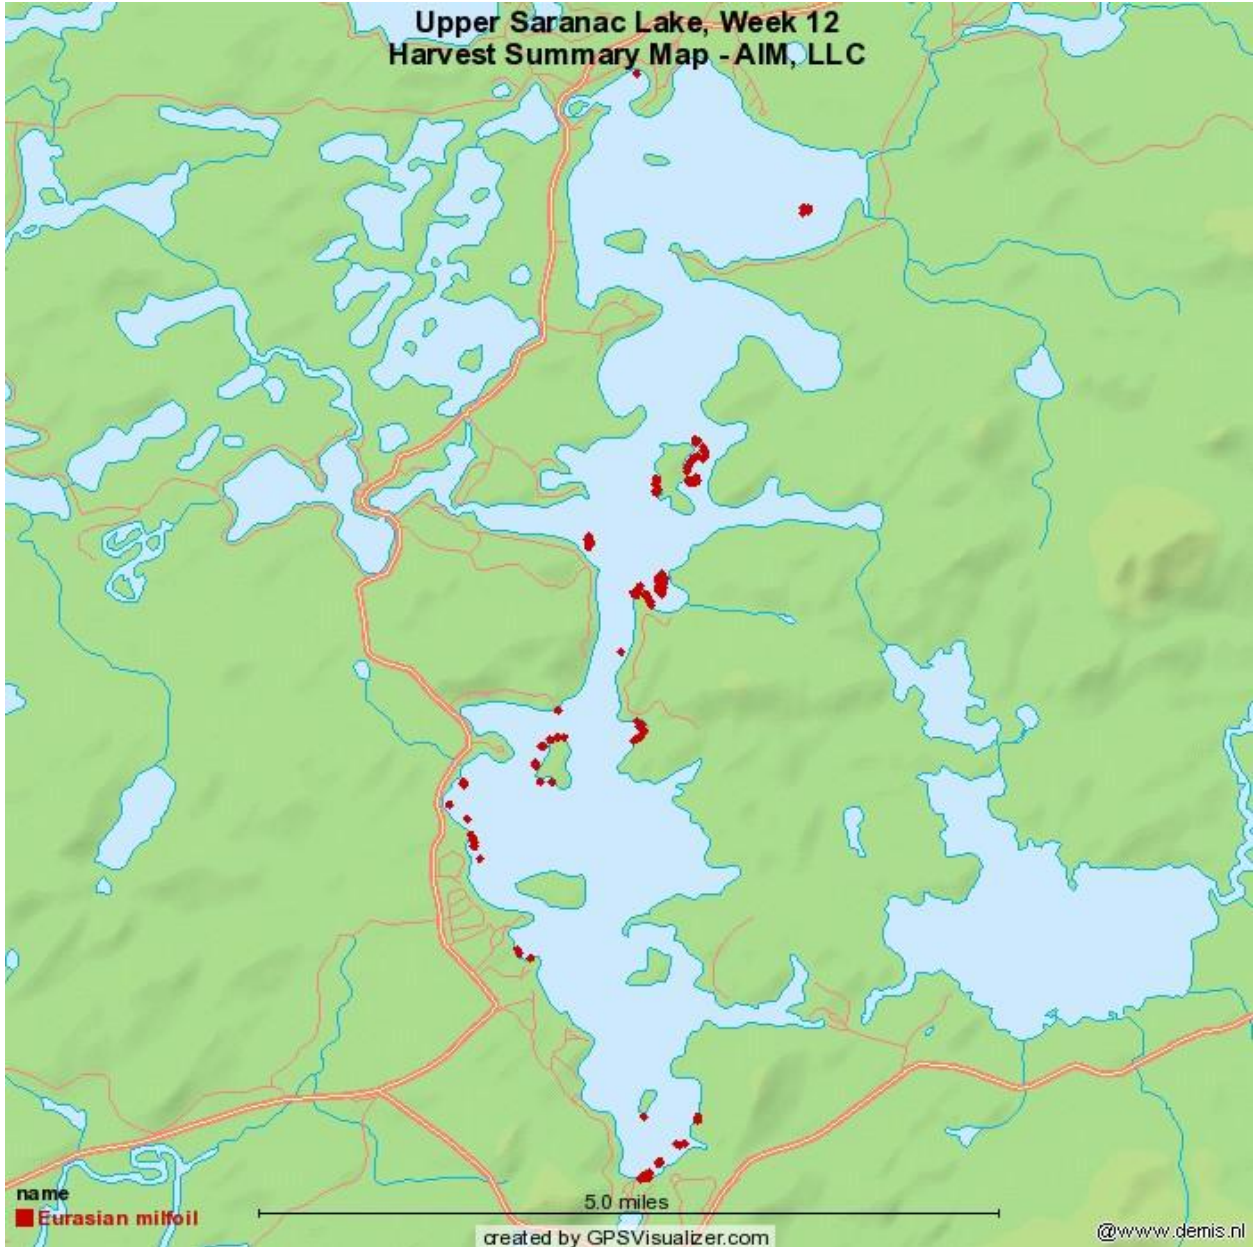 Upper Saranac Lake, Week 12
Harvest Summary Map - AIM, LLC
name
Eurasian milfoil
5.0 miles
created by GPSVisualizer.com
@www.demis.nl